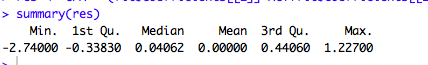 > summary(res)
Min. 1st Qu. Median Mean 3rd Qu. Max.
-2.74000 -0.33830 0.04062 0.00000 0.44060 1.22700
>